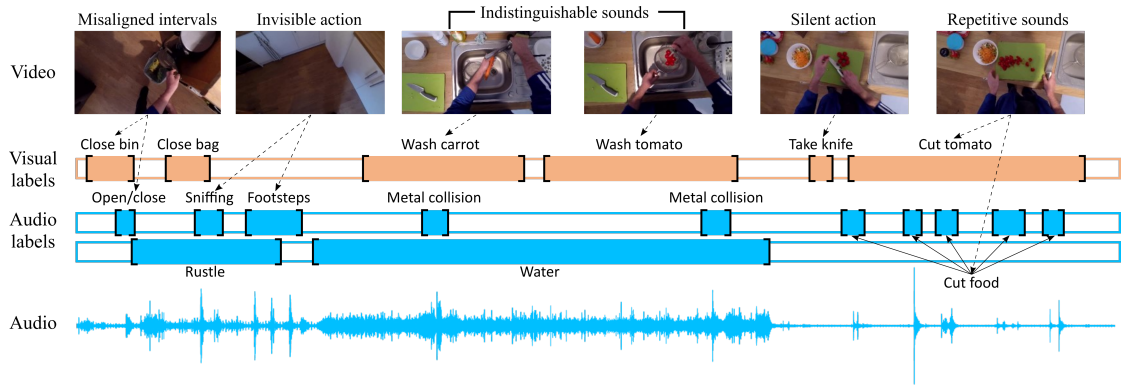 Misaligned intervals
Invisible action
Indistinguishable sounds
Silent action
Repetitive sounds
Video
Close bin
Close bag
Wash carrot
Wash tomato
Take knife
Cut tomato
Visual
labels
Open/close
Sniffing
Footsteps
Metal collision
Metal collision
Audio
labels
Rustle
Water
Cut food
Audio